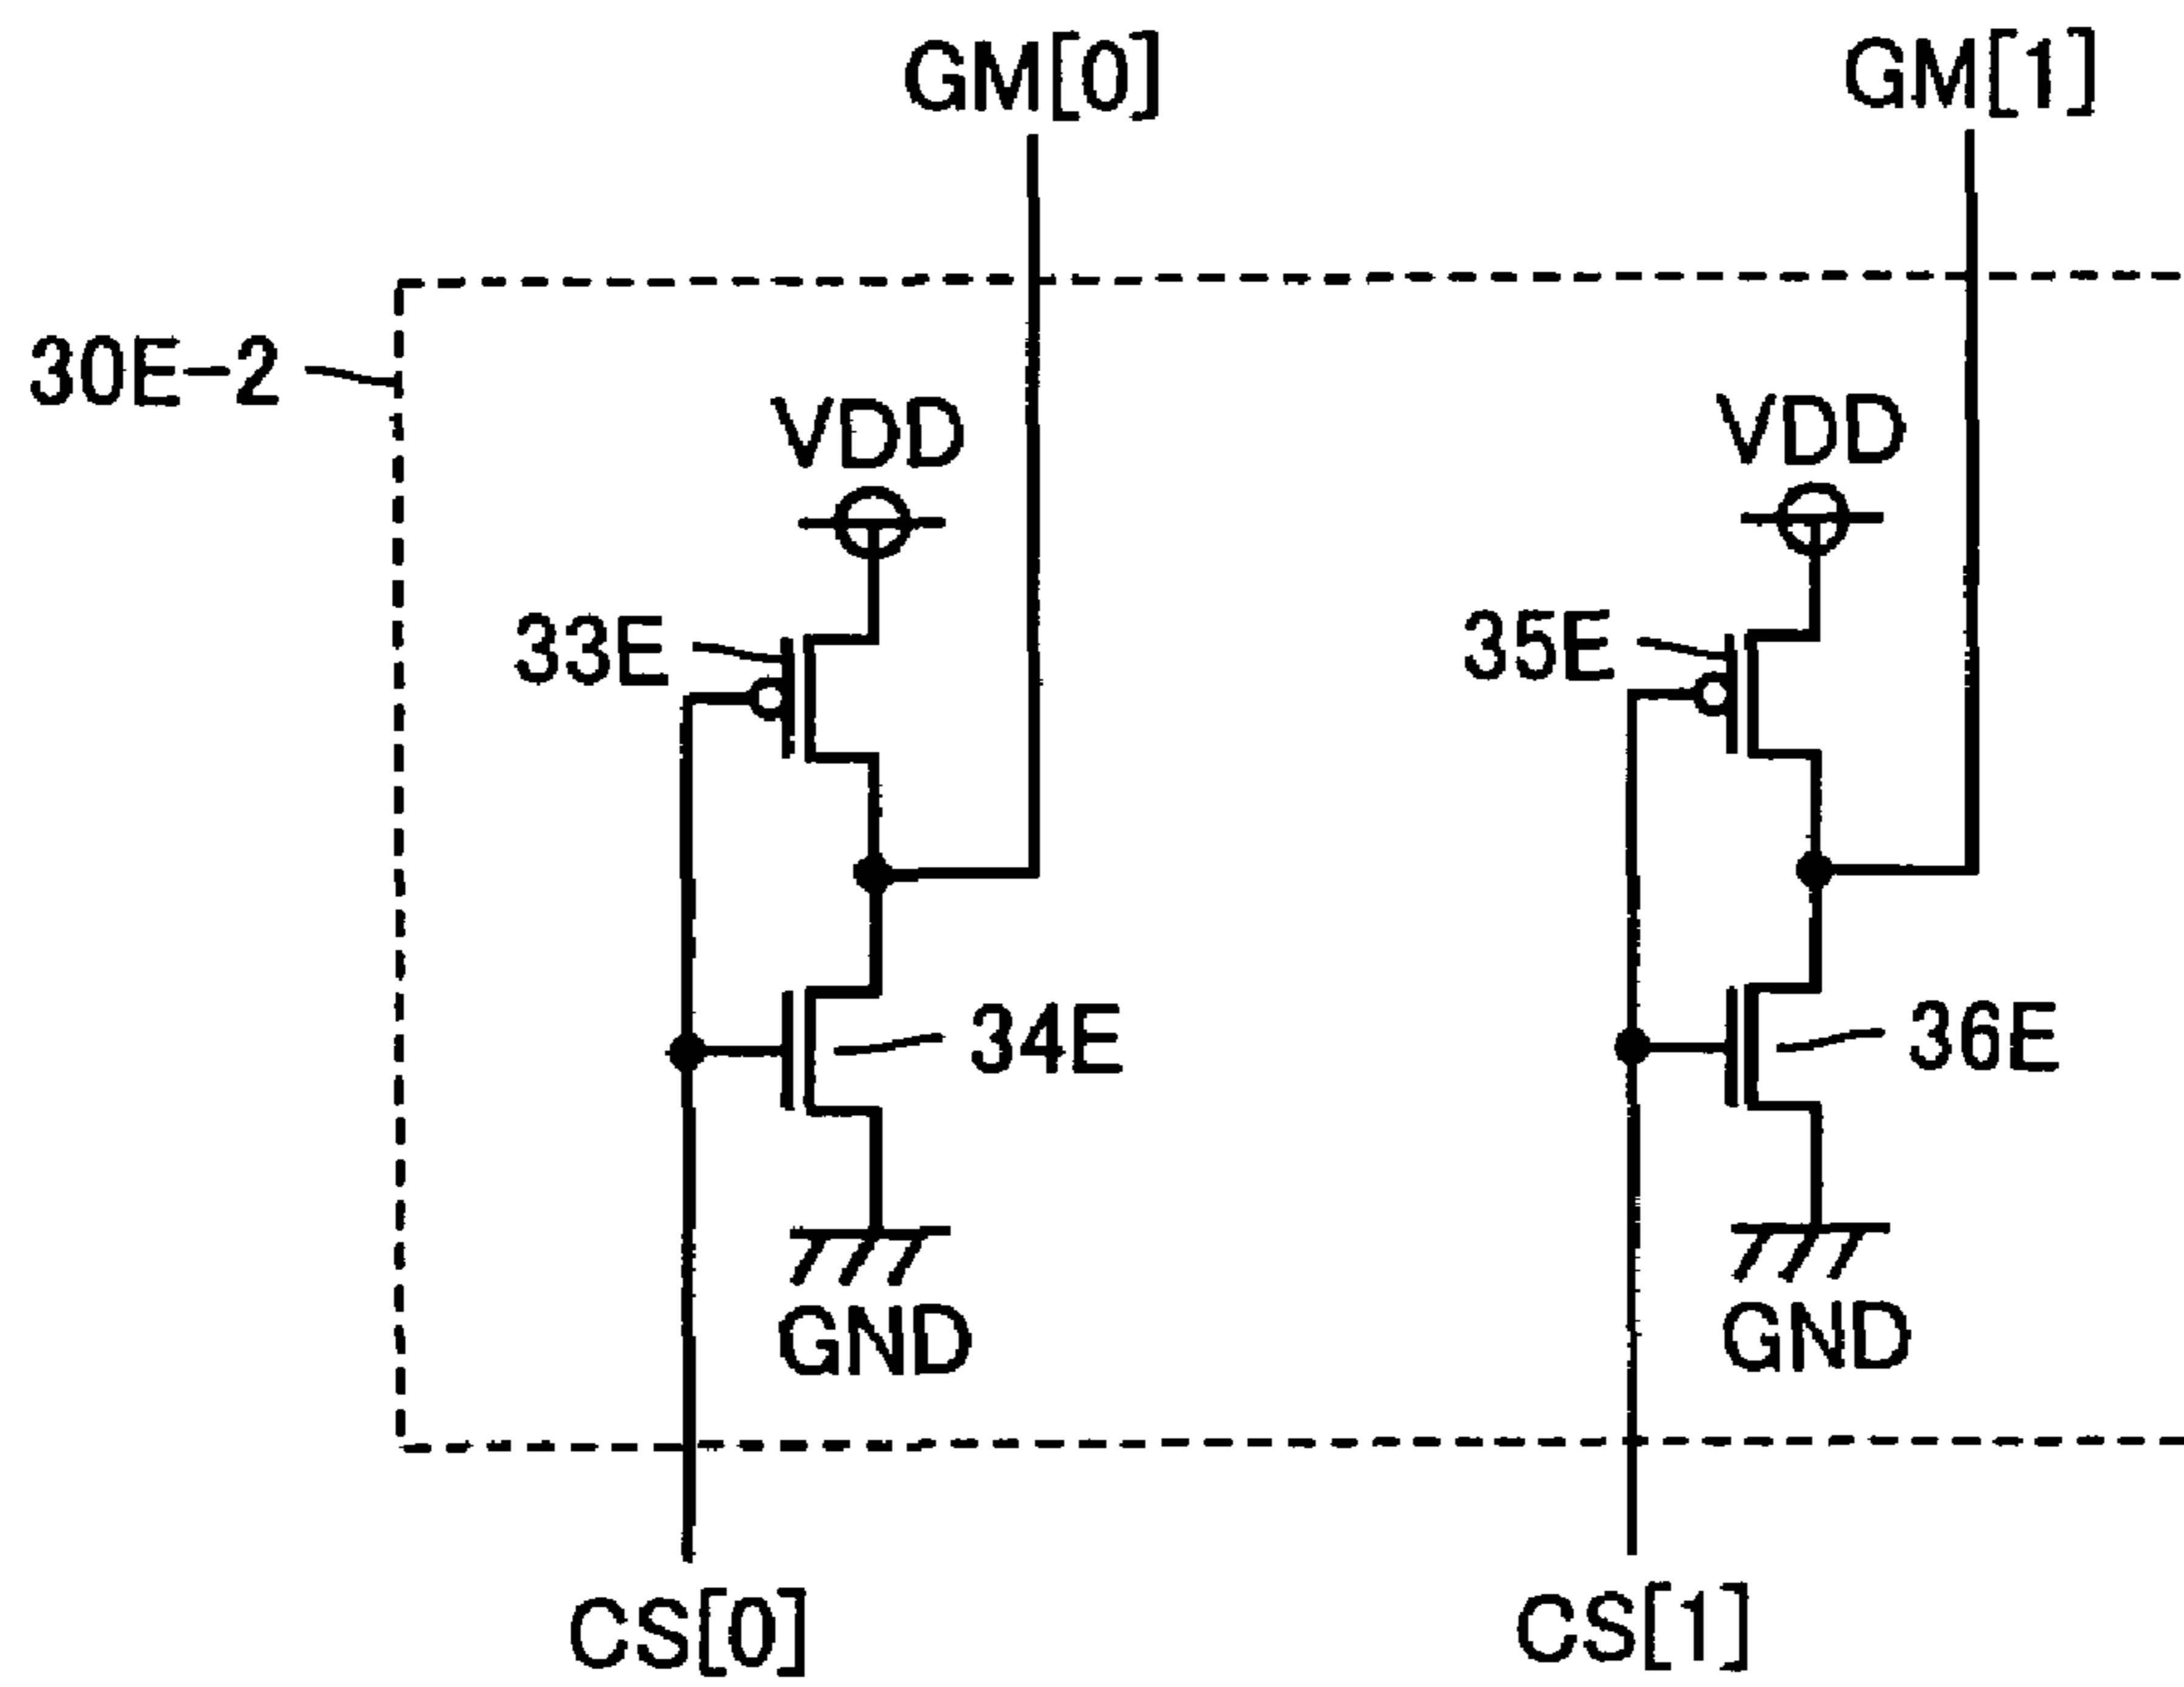 GM[0] GM[1]
30E-2
VDD VDD
33E 35E
34E 36E
GND GND
CS[0] CS[1]